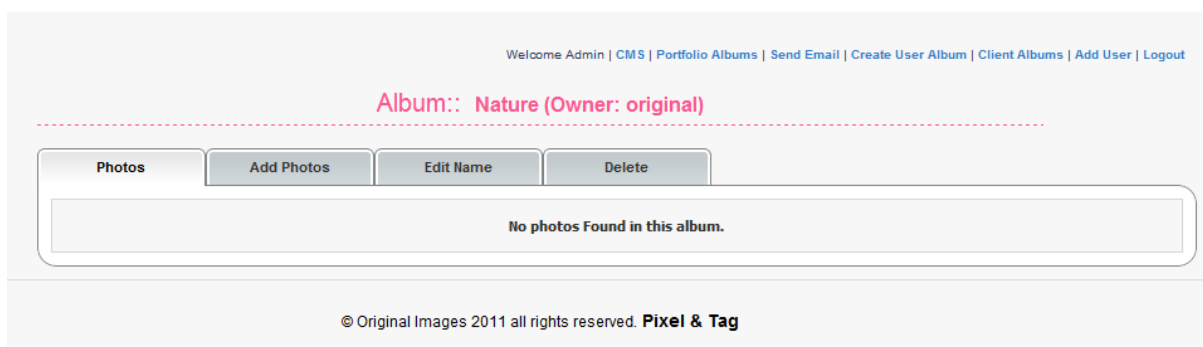 Welcome Admin | CMS | Portfolio Albums | Send Email | Create User Album | Client Albums | Add User | Logout
Album:: Nature (Owner: original)
Photos Add Photos Edit Name Delete
No photos Found in this album.
© Original Images 2011 all rights reserved. Pixel & Tag